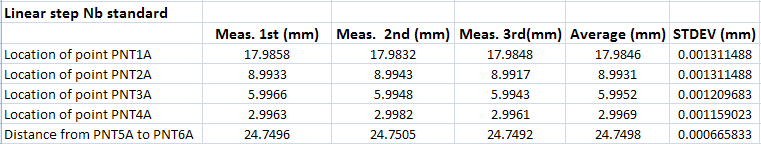 Linear step Nb standard
Meas. 1st (mm) Meas. 2nd (mm) Meas. 3rd(mm) Average (mm) STDEV (mm)
Location of point PNT1A 17.9858 17.9832 17.9848 17.9846 0.001311488
Location of point PNT2A 8.9933 8.9943 8.9917 8.9931 0.001311488
Location of point PNT3A 5.9966 5.9948 5.9943 5.9952 0.001209683
Location of point PNT4A 2.9963 2.9982 2.9961 2.9969 0.001159023
Distance from PNT5A to PNT6A 24.7496 24.7505 24.7492 24.7498 0.000665833